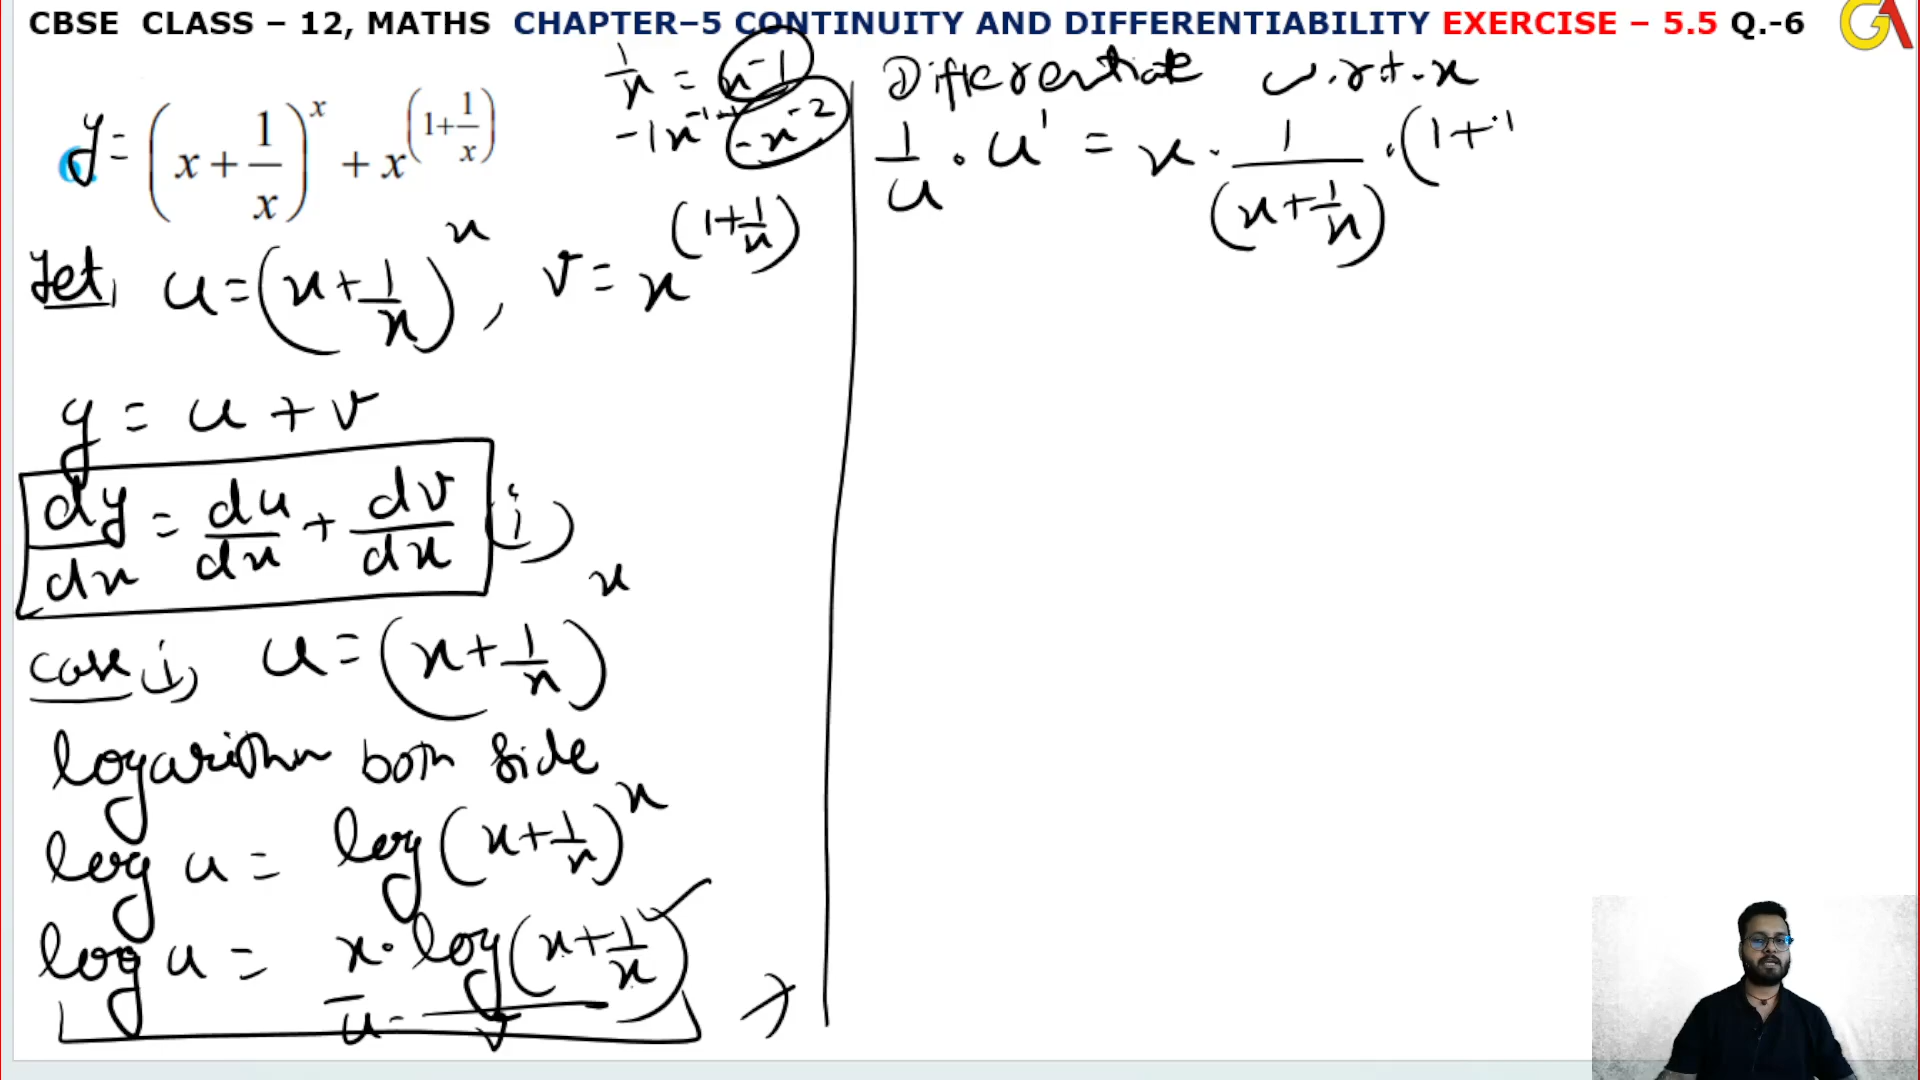 CBSE CLASS – 12, MATHS CHAPTER–5 CONTINUITY AND DIFFERENTIABILITY EXERCISE – 5.5 Q.-6
GA
y = (x + 1/x)^x + x^(1+1/x)
1/x = x^-1
-1x^-1-1
-x^-2
Let, u = (x + 1/x)^x, v = x^(1+1/x)
y = u + v
dy/dx = du/dx + dv/dx (i)
case i) u = (x + 1/x)^x
logarithm both side
log u = log (x + 1/x)^x
log u = x · log (x + 1/x)
u · v
Differentiate w.r.t. x
1/u · u' = x · 1/(x + 1/x) · (1 +